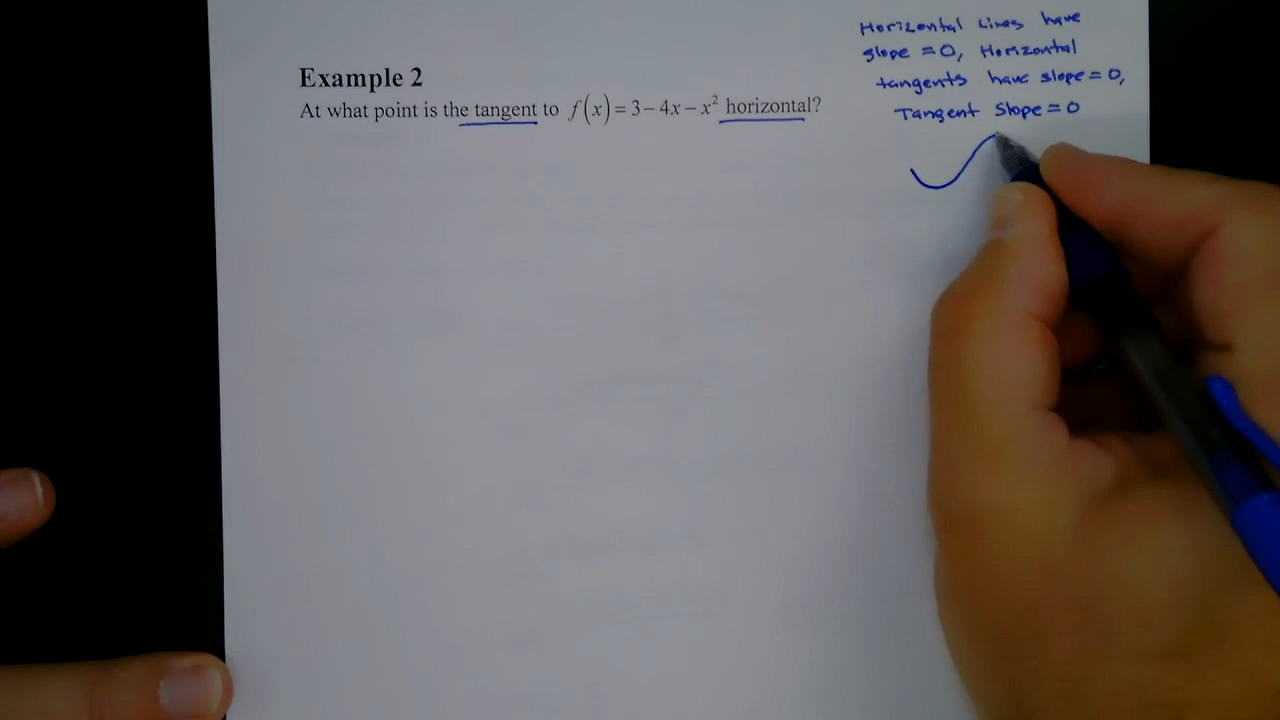 Example 2
At what point is the tangent to f(x) = 3 − 4x − x² horizontal?
Horizontal Lines have
slope = 0, Horizontal
tangents have slope = 0,
Tangent Slope = 0